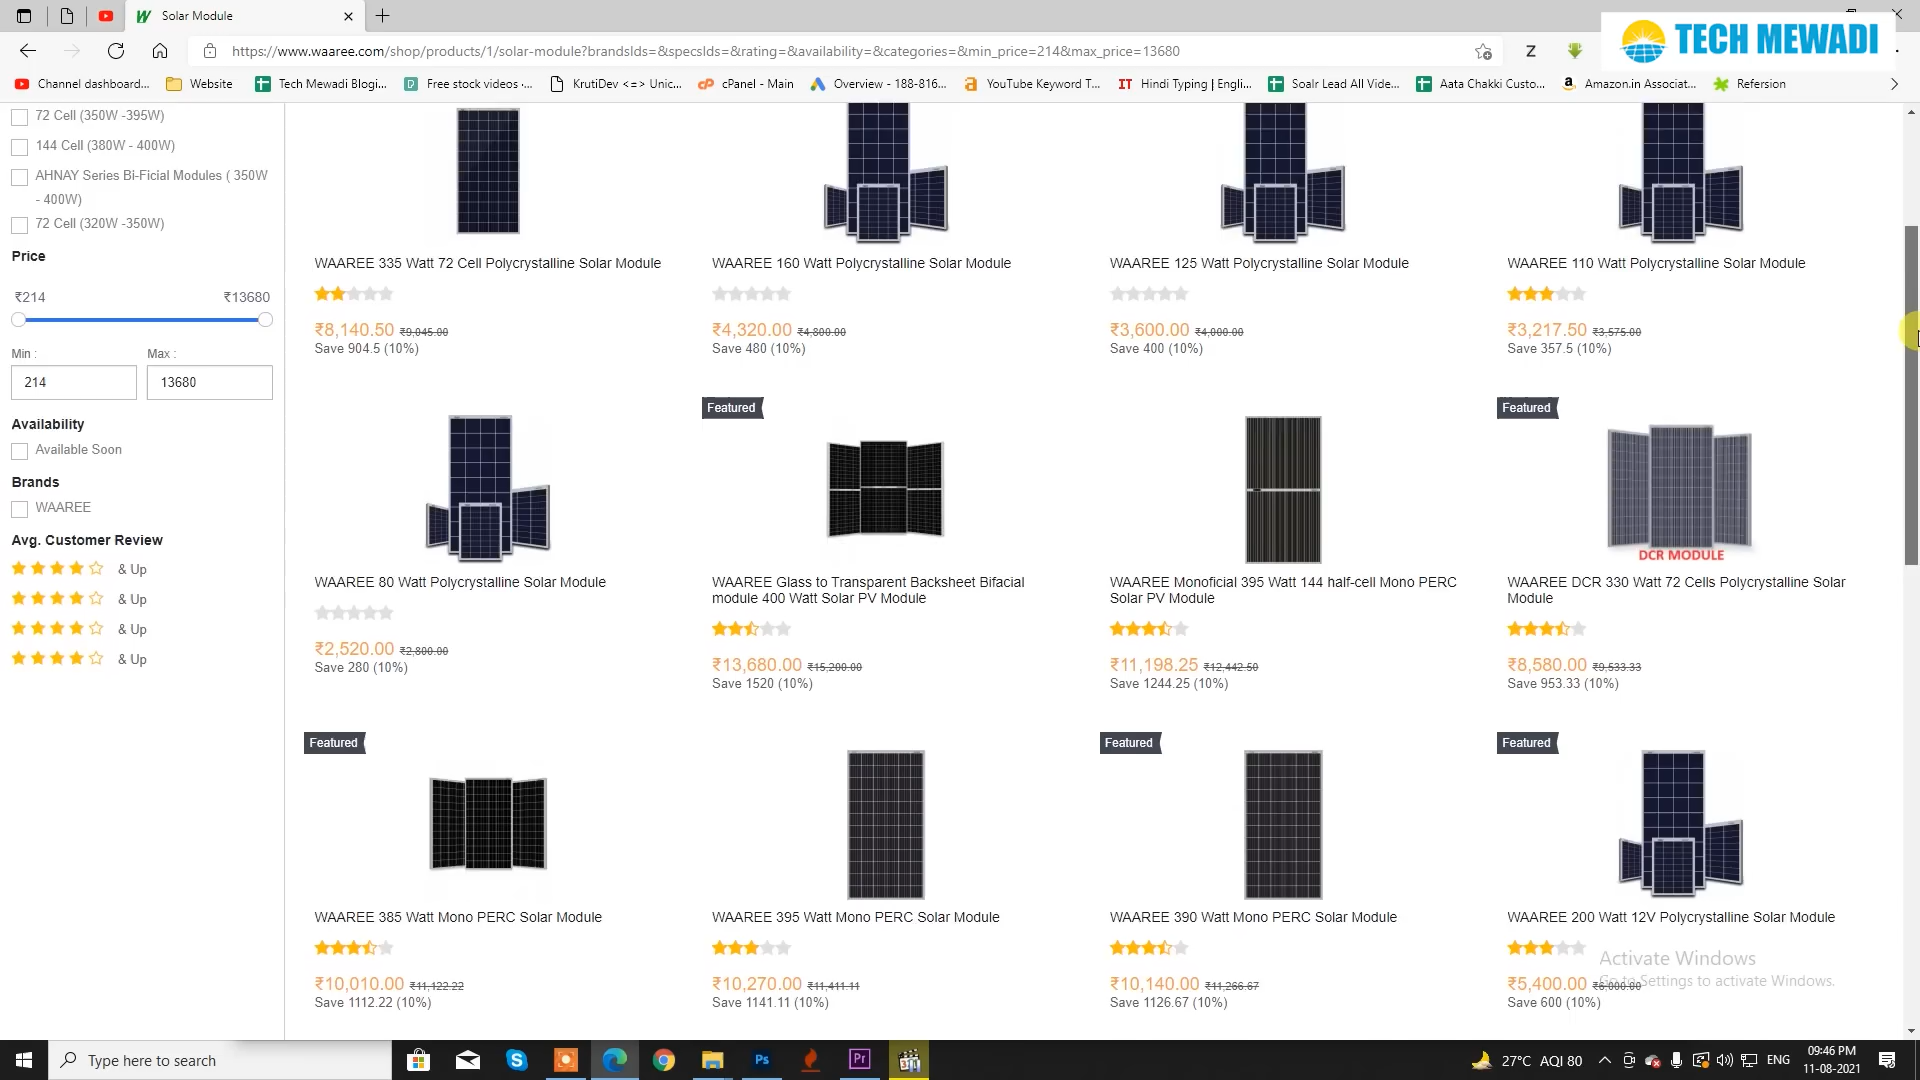 Solar Module
TECH MEWADI
https://www.waaree.com/shop/products/1/solar-module?brandsIds=&specsIds=&rating=&availability=&categories=&min_price=214&max_price=13680
Z
Channel dashboard...
Website
Tech Mewadi Blogi...
Free stock videos ·...
KrutiDev <=> Unic...
cPanel - Main
Overview - 188-816...
YouTube Keyword T...
Hindi Typing | Engli...
Soalr Lead All Vide...
Aata Chakki Custo...
Amazon.in Associat...
Refersion
72 Cell (350W -395W)
144 Cell (380W - 400W)
AHNAY Series Bi-Ficial Modules ( 350W
- 400W)
72 Cell (320W -350W)
Price
₹214 ₹13680
Min : Max :
214 13680
Availability
Available Soon
Brands
WAAREE
Avg. Customer Review
& Up
& Up
& Up
& Up
WAAREE 335 Watt 72 Cell Polycrystalline Solar Module
₹8,140.50 ₹9,045.00
Save 904.5 (10%)
WAAREE 160 Watt Polycrystalline Solar Module
₹4,320.00 ₹4,800.00
Save 480 (10%)
WAAREE 125 Watt Polycrystalline Solar Module
₹3,600.00 ₹4,000.00
Save 400 (10%)
WAAREE 110 Watt Polycrystalline Solar Module
₹3,217.50 ₹3,575.00
Save 357.5 (10%)
WAAREE 80 Watt Polycrystalline Solar Module
₹2,520.00 ₹2,800.00
Save 280 (10%)
Featured
WAAREE Glass to Transparent Backsheet Bifacial
module 400 Watt Solar PV Module
₹13,680.00 ₹15,200.00
Save 1520 (10%)
WAAREE Monoficial 395 Watt 144 half-cell Mono PERC
Solar PV Module
₹11,198.25 ₹12,442.50
Save 1244.25 (10%)
Featured
DCR MODULE
WAAREE DCR 330 Watt 72 Cells Polycrystalline Solar
Module
₹8,580.00 ₹9,533.33
Save 953.33 (10%)
Featured
WAAREE 385 Watt Mono PERC Solar Module
₹10,010.00 ₹11,122.22
Save 1112.22 (10%)
WAAREE 395 Watt Mono PERC Solar Module
₹10,270.00 ₹11,411.11
Save 1141.11 (10%)
Featured
WAAREE 390 Watt Mono PERC Solar Module
₹10,140.00 ₹11,266.67
Save 1126.67 (10%)
Featured
WAAREE 200 Watt 12V Polycrystalline Solar Module
₹5,400.00 ₹6,000.00
Save 600 (10%)
Activate Windows
Go to Settings to activate Windows.
Type here to search
27°C AQI 80
ENG
09:46 PM
11-08-2021